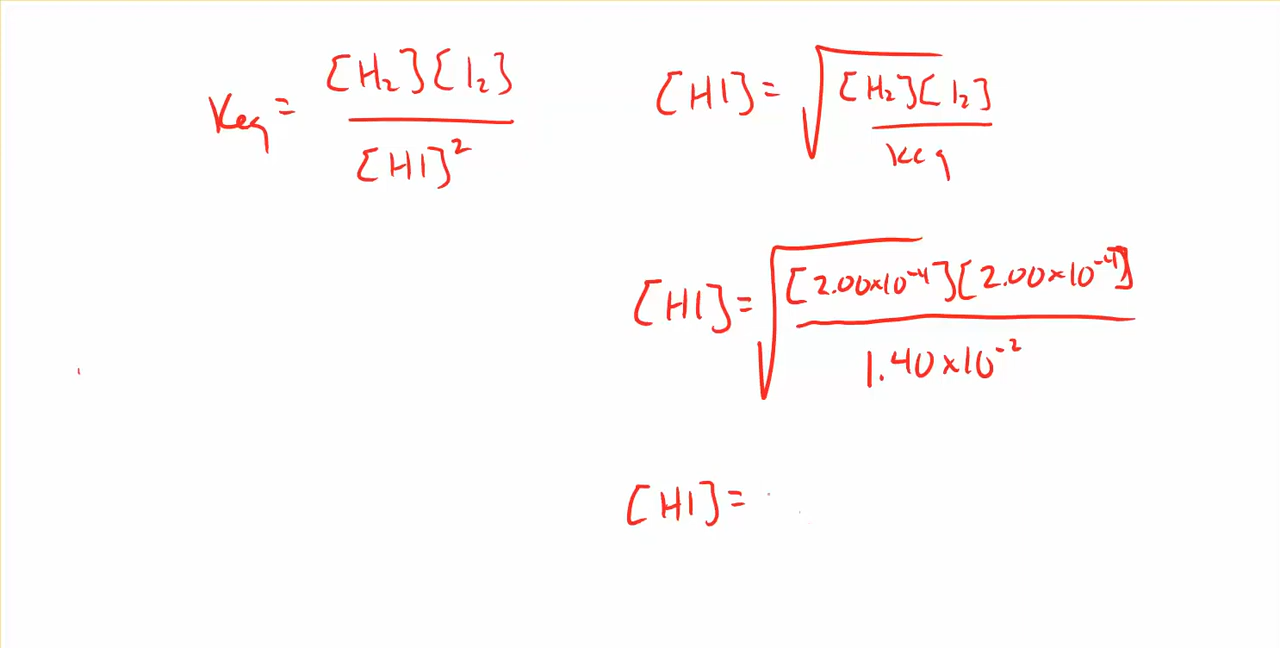 Keq = [H₂][I₂] / [HI]²
[HI] = √([H₂][I₂] / Keq)
[HI] = √([2.00×10⁻⁴][2.00×10⁻⁴] / 1.40×10⁻²)
[HI] =